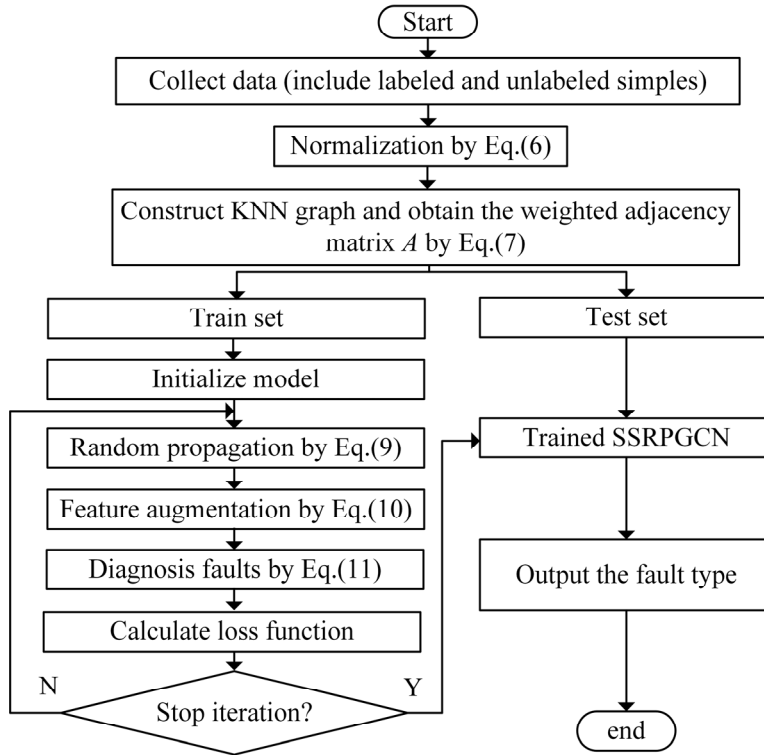 Start
Collect data (include labeled and unlabeled simples)
Normalization by Eq.(6)
Construct KNN graph and obtain the weighted adjacency
matrix A by Eq.(7)
Train set
Test set
Initialize model
Random propagation by Eq.(9)
Trained SSRPGCN
Feature augmentation by Eq.(10)
Diagnosis faults by Eq.(11)
Output the fault type
Calculate loss function
N
Y
Stop iteration?
end